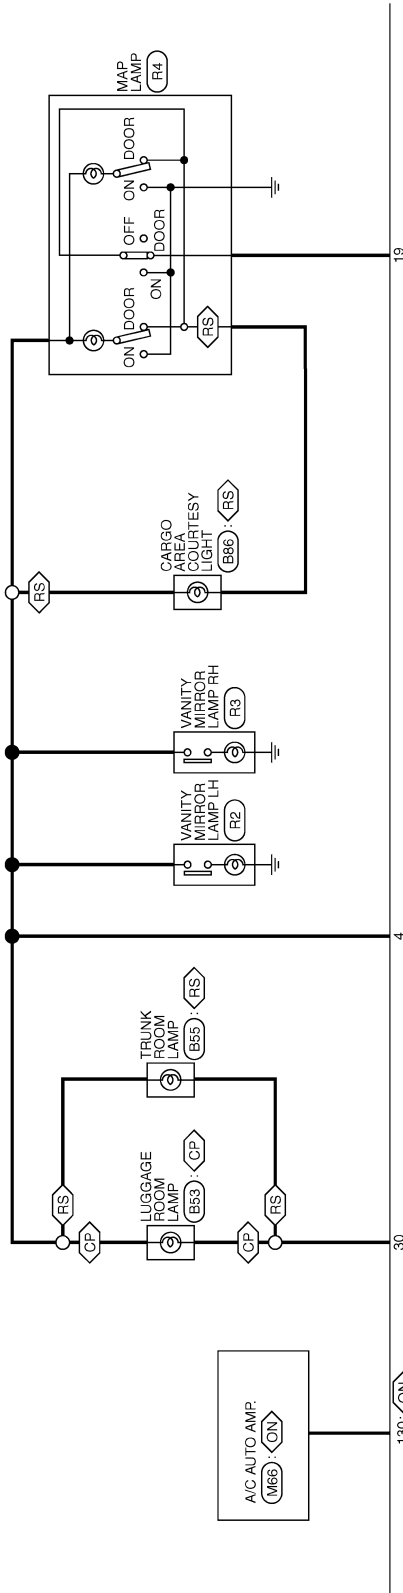 A/C AUTO AMP.
M66 : ON
RS
CP
LUGGAGE
ROOM
LAMP
B53 : CP
CP
RS
30
TRUNK
ROOM
LAMP
B55 : RS
4
VANITY
MIRROR
LAMP LH
R2
VANITY
MIRROR
LAMP RH
R3
RS
CARGO
AREA
COURTESY
LIGHT
B86 : RS
MAP
LAMP
R4
ON
DOOR
ON
OFF
DOOR
ON
DOOR
RS
19
130: ON